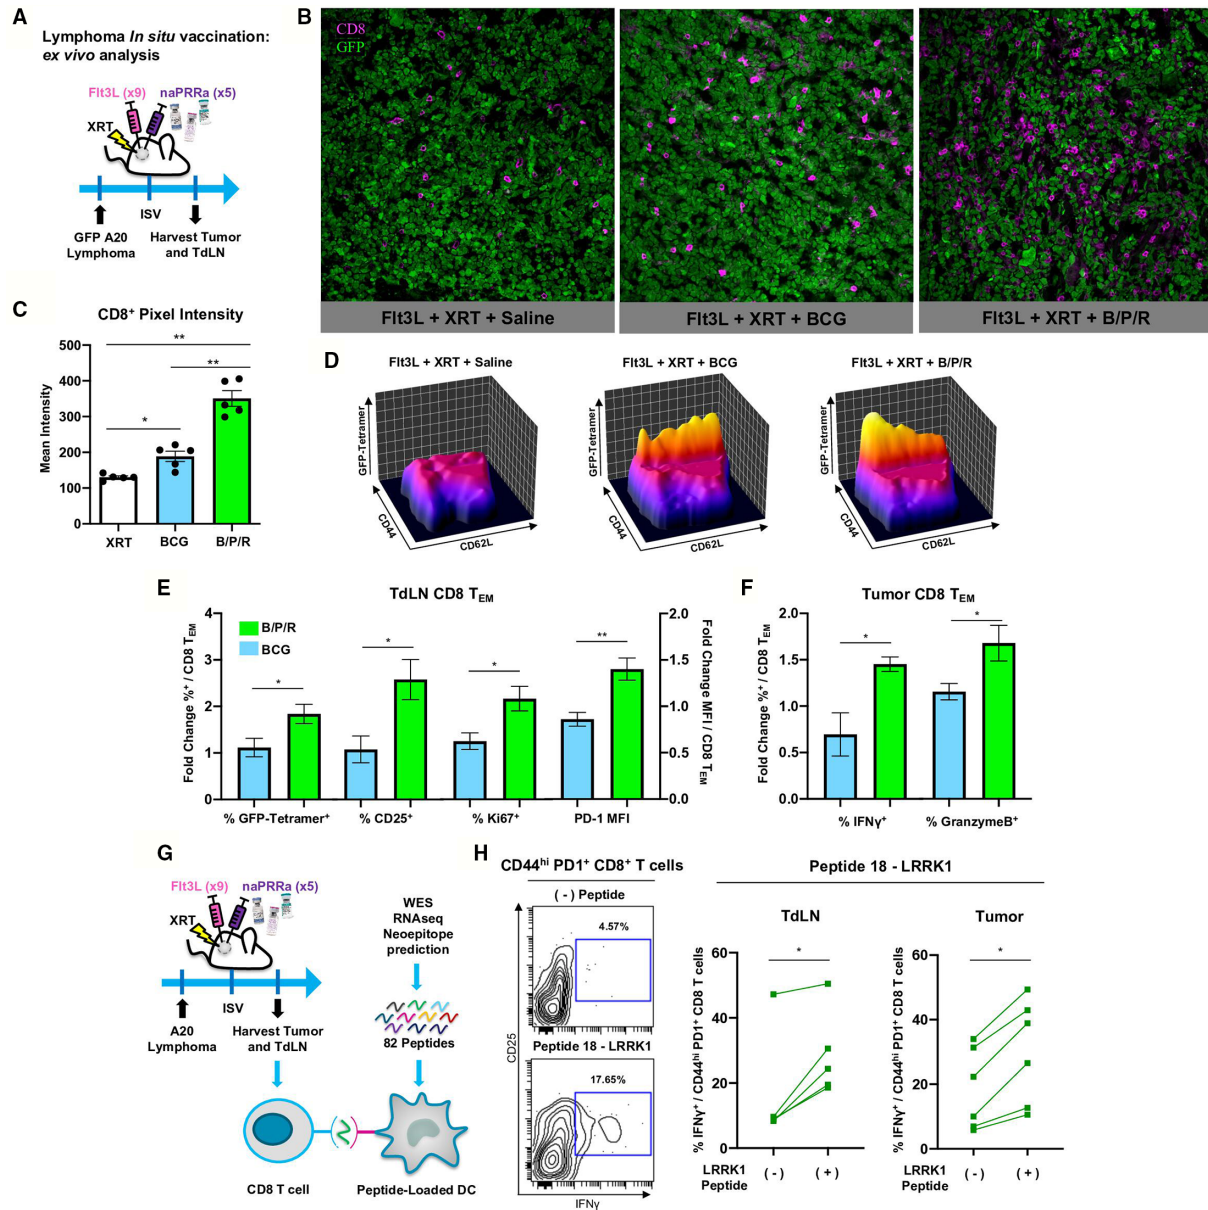 A
Lymphoma In situ vaccination:
ex vivo analysis
Flt3L (x9)
naPRRa (x5)
XRT
ISV
GFP A20
Lymphoma
Harvest Tumor
and TdLN
B
CD8
GFP
Flt3L + XRT + Saline
Flt3L + XRT + BCG
Flt3L + XRT + B/P/R
C
CD8+ Pixel Intensity
**
**
*
Mean Intensity
500
400
300
200
100
0
XRT
BCG
B/P/R
D
Flt3L + XRT + Saline
Flt3L + XRT + BCG
Flt3L + XRT + B/P/R
GFP-Tetramer
CD44
CD62L
GFP-Tetramer
CD44
CD62L
GFP-Tetramer
CD44
CD62L
E
TdLN CD8 TEM
B/P/R
BCG
Fold Change %+ / CD8 TEM
4
3
2
1
0
*
*
*
**
2.0
1.5
1.0
0.5
0.0
Fold Change MFI / CD8 TEM
% GFP-Tetramer+
% CD25+
% Ki67+
PD-1 MFI
F
Tumor CD8 TEM
Fold Change %+ / CD8 TEM
2.0
1.5
1.0
0.5
0.0
*
*
% IFNγ+
% GranzymeB+
G
Flt3L (x9)
naPRRa (x5)
XRT
ISV
A20
Lymphoma
Harvest Tumor
and TdLN
WES
RNAseq
Neoepitope
prediction
82 Peptides
CD8 T cell
Peptide-Loaded DC
H
CD44hi PD1+ CD8+ T cells
( - ) Peptide
4.57%
Peptide 18 - LRRK1
17.65%
CD25
IFNγ
Peptide 18 - LRRK1
TdLN
% IFNγ+ / CD44hi PD1+ CD8 T cells
60
40
20
0
*
LRRK1
Peptide
( - )
( + )
Tumor
% IFNγ+ / CD44hi PD1+ CD8 T cells
60
40
20
0
*
LRRK1
Peptide
( - )
( + )